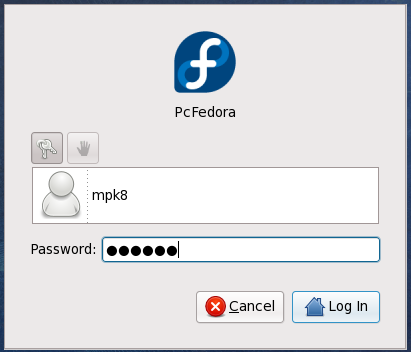 PcFedora
mpk8
Password: ●●●●●●
Cancel
Log In